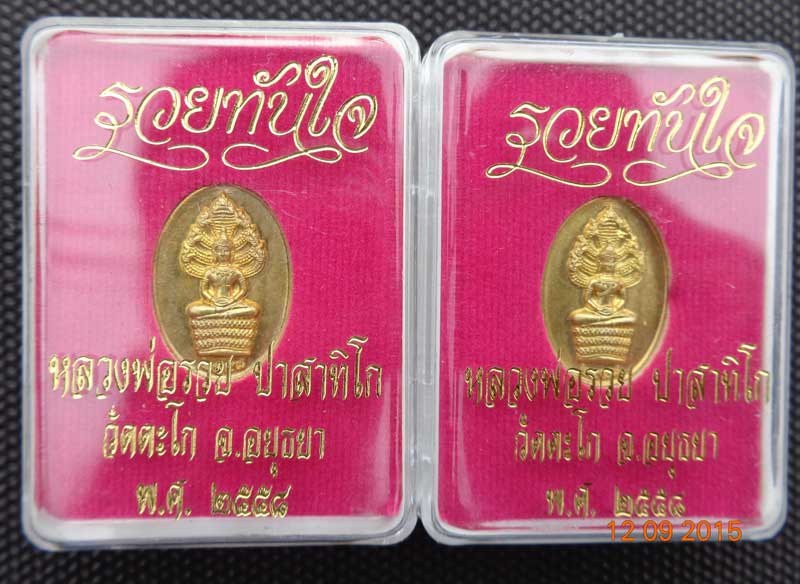 รวยทันใจ
หลวงพ่อรวย ปาสาทิโก
วัดตะโก จ.อยุธยา
พ.ศ. ๒๕๕๘
รวยทันใจ
หลวงพ่อรวย ปาสาทิโก
วัดตะโก จ.อยุธยา
พ.ศ. ๒๕๕๘
12 09 2015